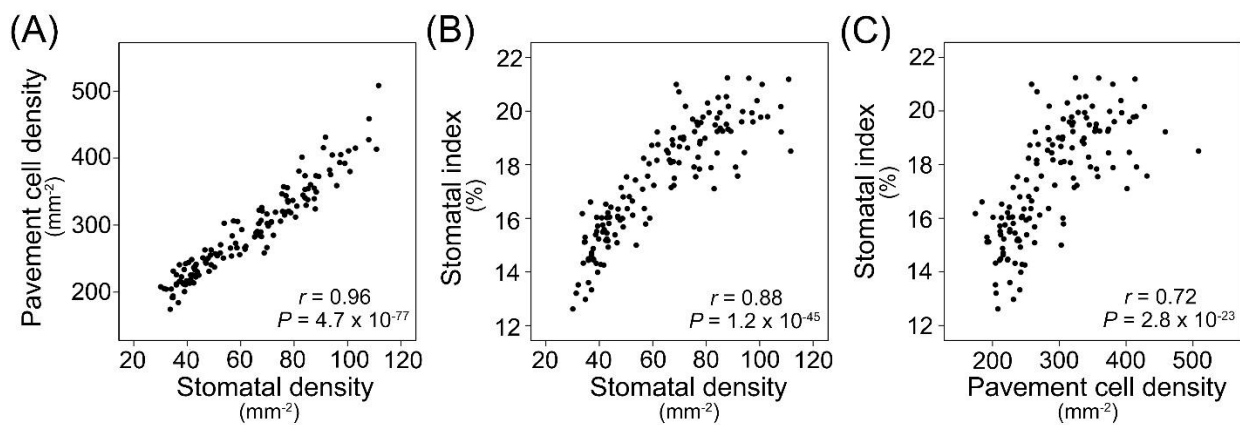 (A)
Pavement cell density
(mm-2)
500
400
300
200
20 40 60 80 100 120
Stomatal density
(mm-2)
r = 0.96
P = 4.7 x 10-77
(B)
Stomatal index
(%)
22
20
18
16
14
12
20 40 60 80 100 120
Stomatal density
(mm-2)
r = 0.88
P = 1.2 x 10-45
(C)
Stomatal index
(%)
22
20
18
16
14
12
200 300 400 500
Pavement cell density
(mm-2)
r = 0.72
P = 2.8 x 10-23